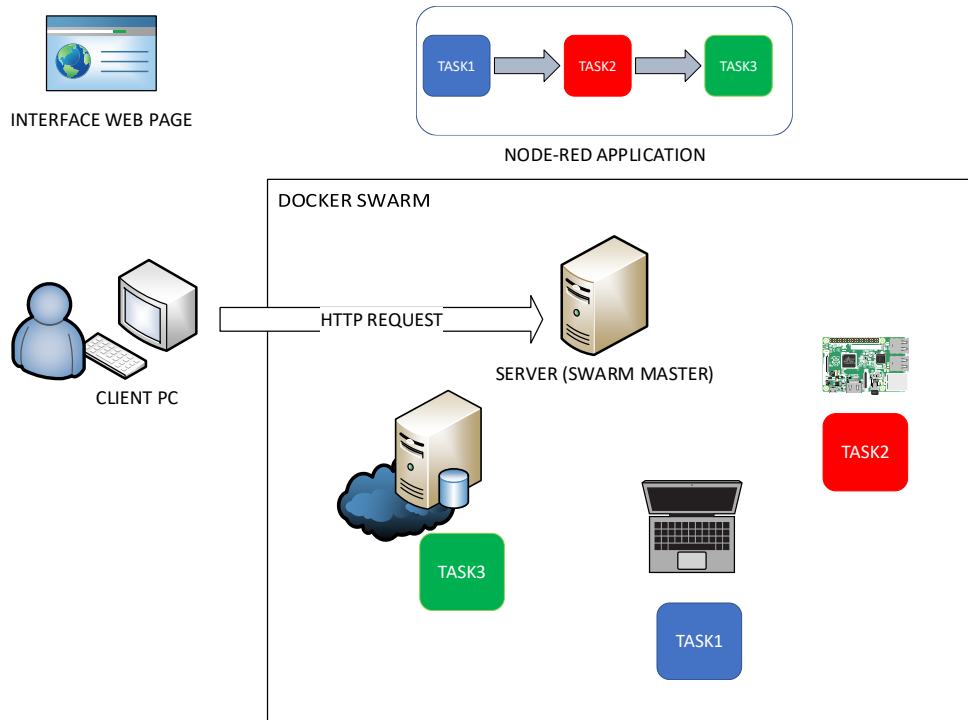 TASK1
TASK2
TASK3
INTERFACE WEB PAGE
NODE-RED APPLICATION
DOCKER SWARM
HTTP REQUEST
SERVER (SWARM MASTER)
CLIENT PC
TASK2
TASK3
TASK1